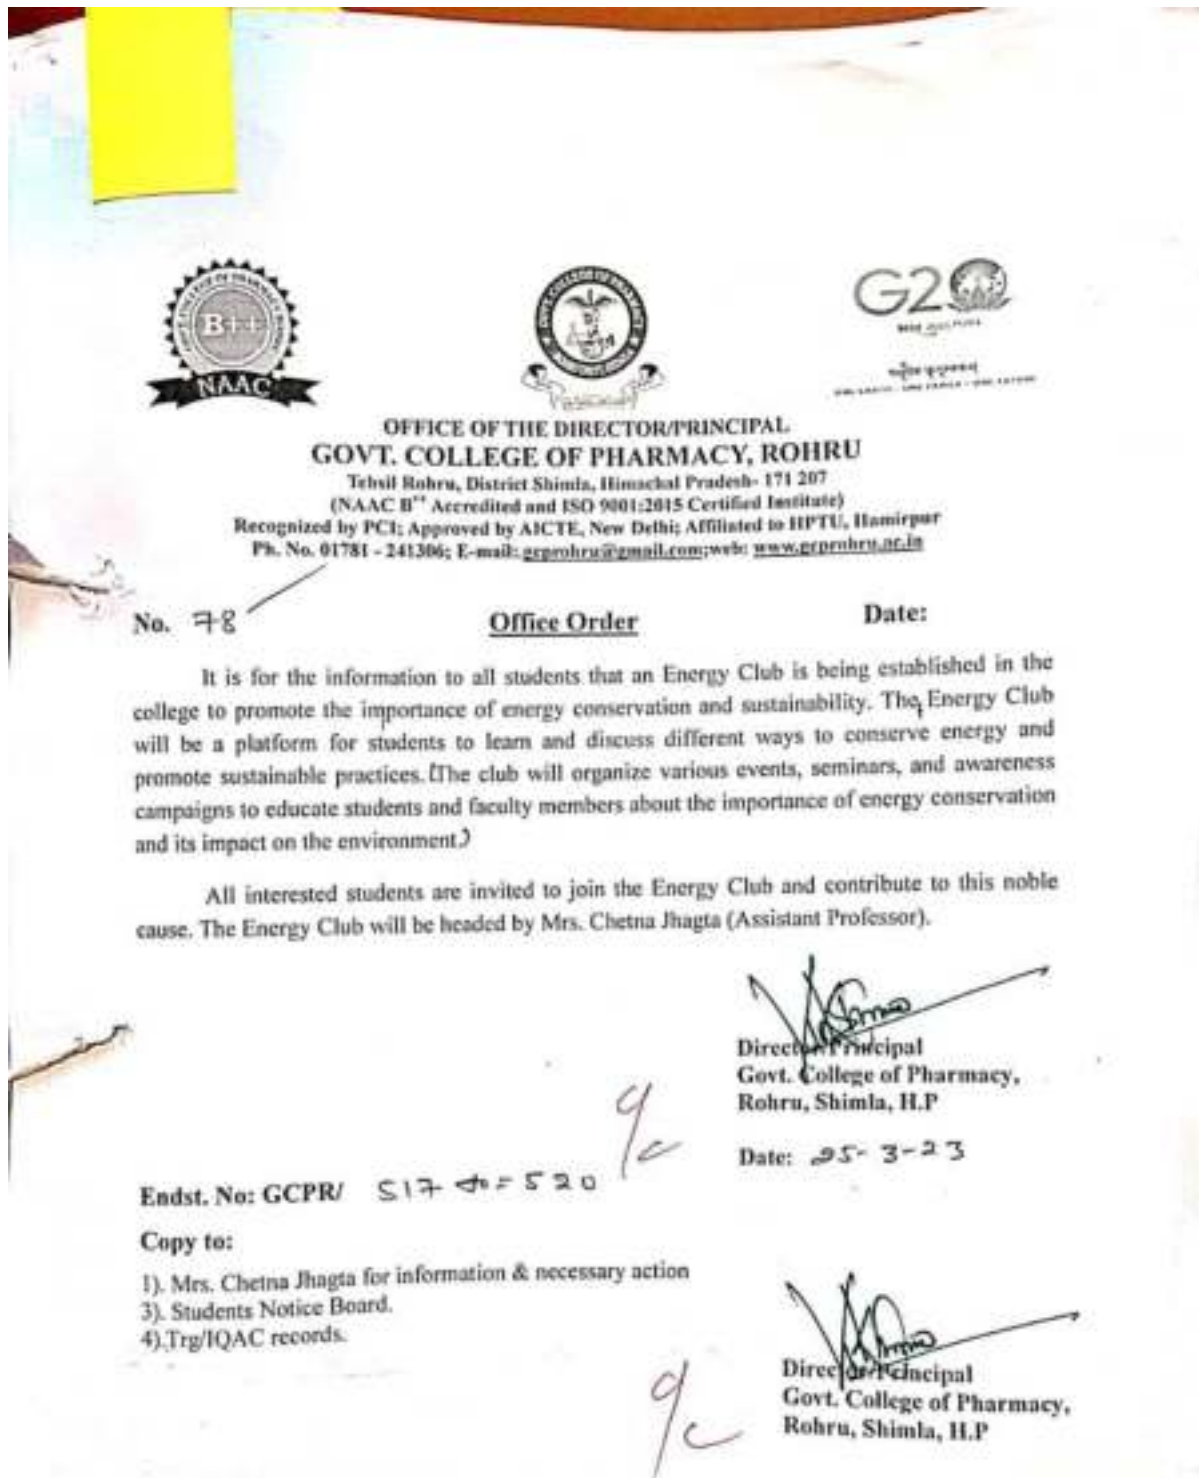 B++
NAAC
G20
OFFICE OF THE DIRECTOR/PRINCIPAL
GOVT. COLLEGE OF PHARMACY, ROHRU
Tehsil Rohru, District Shimla, Himachal Pradesh- 171 207
(NAAC B++ Accredited and ISO 9001:2015 Certified Institute)
Recognized by PCI; Approved by AICTE, New Delhi; Affiliated to HPTU, Hamirpur
Ph. No. 01781 - 241306; E-mail: gcprohru@gmail.com;web: www.gcprohru.ac.in
No. 78 Office Order Date:
It is for the information to all students that an Energy Club is being established in the
college to promote the importance of energy conservation and sustainability. The Energy Club
will be a platform for students to learn and discuss different ways to conserve energy and
promote sustainable practices. (The club will organize various events, seminars, and awareness
campaigns to educate students and faculty members about the importance of energy conservation
and its impact on the environment.)
All interested students are invited to join the Energy Club and contribute to this noble
cause. The Energy Club will be headed by Mrs. Chetna Jhagta (Assistant Professor).
Director/Principal
Govt. College of Pharmacy,
Rohru, Shimla, H.P
Date: 25-3-23
Endst. No: GCPR/ 517 to = 520
Copy to:
1). Mrs. Chetna Jhagta for information & necessary action
3). Students Notice Board.
4).Trg/IQAC records.
Director/Principal
Govt. College of Pharmacy,
Rohru, Shimla, H.P